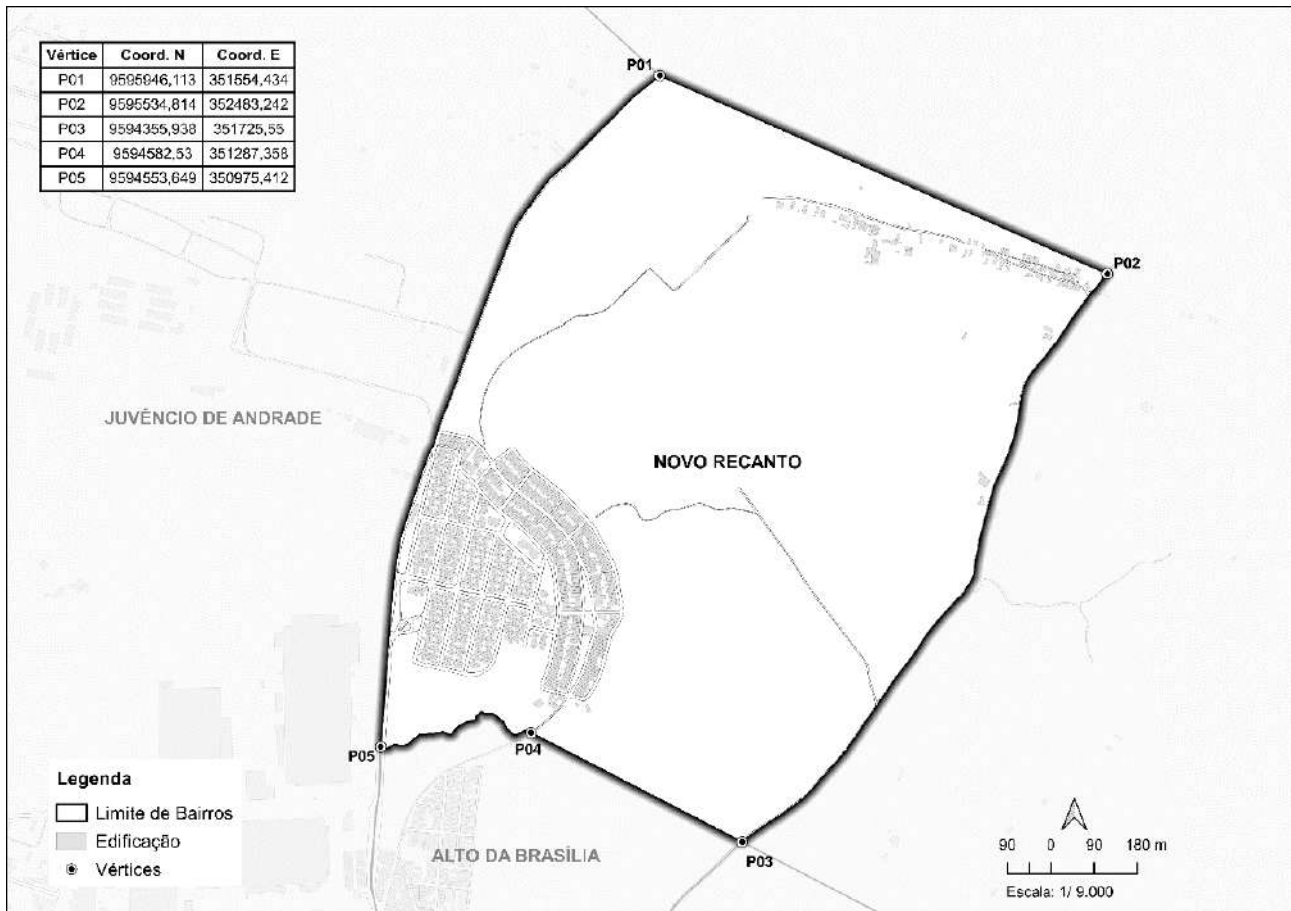 Vértice Coord. N Coord. E
P01 9595946,113 351554,434
P02 9595534,814 352483,242
P03 9594355,938 351725,55
P04 9594582,53 351287,358
P05 9594553,649 350975,412
P01
P02
JUVÊNCIO DE ANDRADE
NOVO RECANTO
P05
P04
P03
ALTO DA BRASÍLIA
Legenda
Limite de Bairros
Edificação
Vértices
90 0 90 180 m
Escala: 1/ 9.000